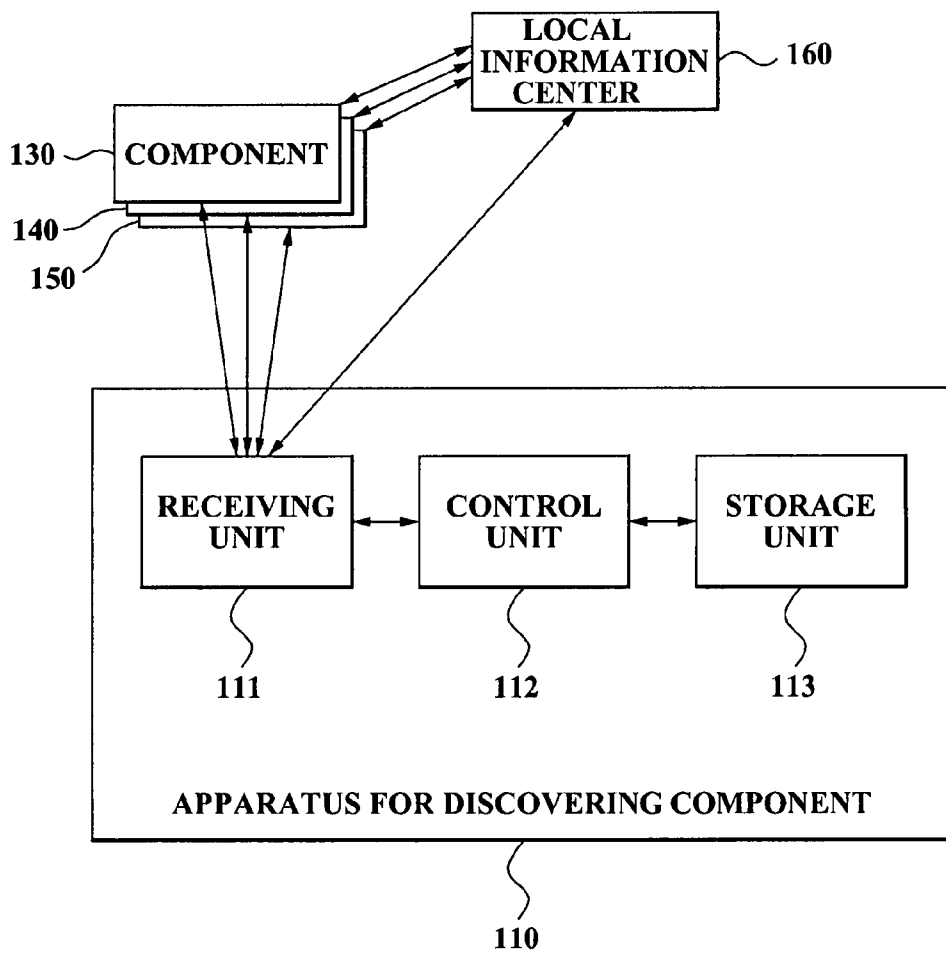 LOCAL
INFORMATION
CENTER
160
130
COMPONENT
140
150
RECEIVING
UNIT
CONTROL
UNIT
STORAGE
UNIT
111
112
113
APPARATUS FOR DISCOVERING COMPONENT
110